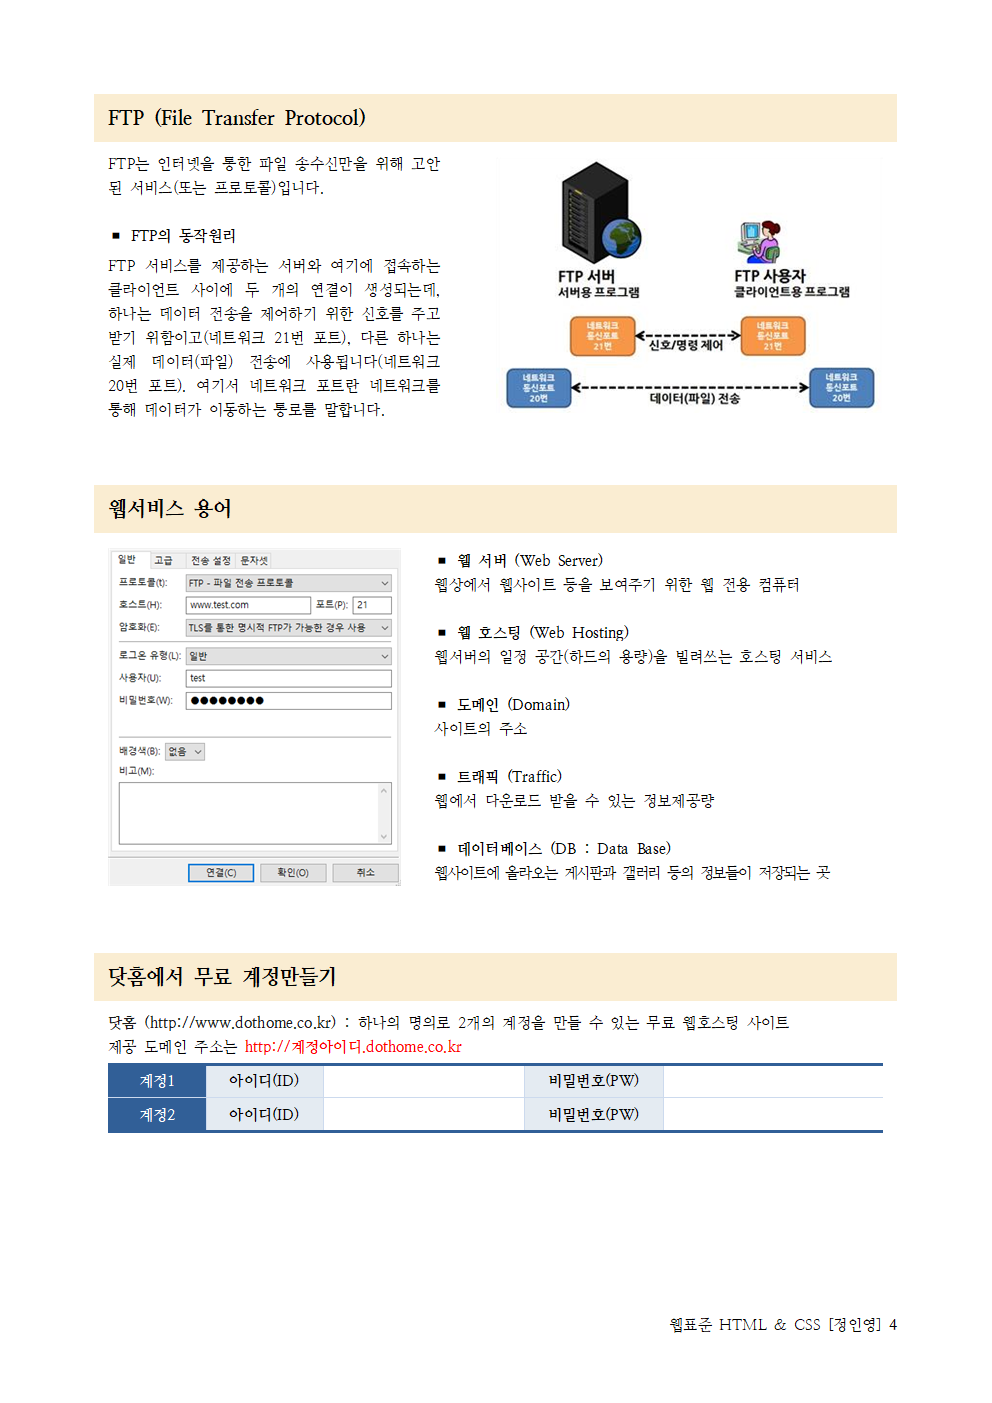 FTP (File Transfer Protocol)
FTP는 인터넷을 통한 파일 송수신만을 위해 고안
된 서비스(또는 프로토콜)입니다.
■ FTP의 동작원리
FTP 서비스를 제공하는 서버와 여기에 접속하는
클라이언트 사이에 두 개의 연결이 생성되는데,
하나는 데이터 전송을 제어하기 위한 신호를 주고
받기 위함이고(네트워크 21번 포트), 다른 하나는
실제 데이터(파일) 전송에 사용됩니다(네트워크
20번 포트). 여기서 네트워크 포트란 네트워크를
통해 데이터가 이동하는 통로를 말합니다.
FTP 서버
서버용 프로그램
FTP 사용자
클라이언트용 프로그램
네트워크
통신포트
21번
신호/명령 제어
네트워크
통신포트
21번
네트워크
통신포트
20번
데이터(파일) 전송
네트워크
통신포트
20번
웹서비스 용어
일반 고급 전송 설정 문자셋
프로토콜(t): FTP - 파일 전송 프로토콜
호스트(H): www.test.com 포트(P): 21
암호화(E): TLS를 통한 명시적 FTP가 가능한 경우 사용
로그온 유형(L): 일반
사용자(U): test
비밀번호(W): ●●●●●●●●
배경색(B): 없음
비고(M):
연결(C) 확인(O) 취소
■ 웹 서버 (Web Server)
웹상에서 웹사이트 등을 보여주기 위한 웹 전용 컴퓨터
■ 웹 호스팅 (Web Hosting)
웹서버의 일정 공간(하드의 용량)을 빌려쓰는 호스팅 서비스
■ 도메인 (Domain)
사이트의 주소
■ 트래픽 (Traffic)
웹에서 다운로드 받을 수 있는 정보제공량
■ 데이터베이스 (DB : Data Base)
웹사이트에 올라오는 게시판과 갤러리 등의 정보들이 저장되는 곳
닷홈에서 무료 계정만들기
닷홈 (http://www.dothome.co.kr) : 하나의 명의로 2개의 계정을 만들 수 있는 무료 웹호스팅 사이트
제공 도메인 주소는 http://계정아이디.dothome.co.kr
계정1 아이디(ID) 비밀번호(PW)
계정2 아이디(ID) 비밀번호(PW)
웹표준 HTML & CSS [정인영] 4